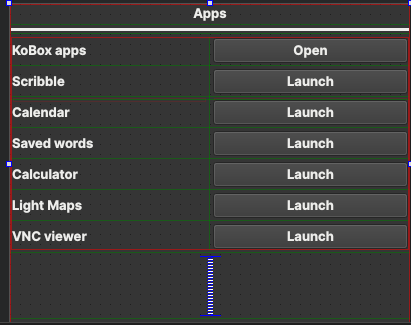 Apps
KoBox apps Open
Scribble Launch
Calendar Launch
Saved words Launch
Calculator Launch
Light Maps Launch
VNC viewer Launch